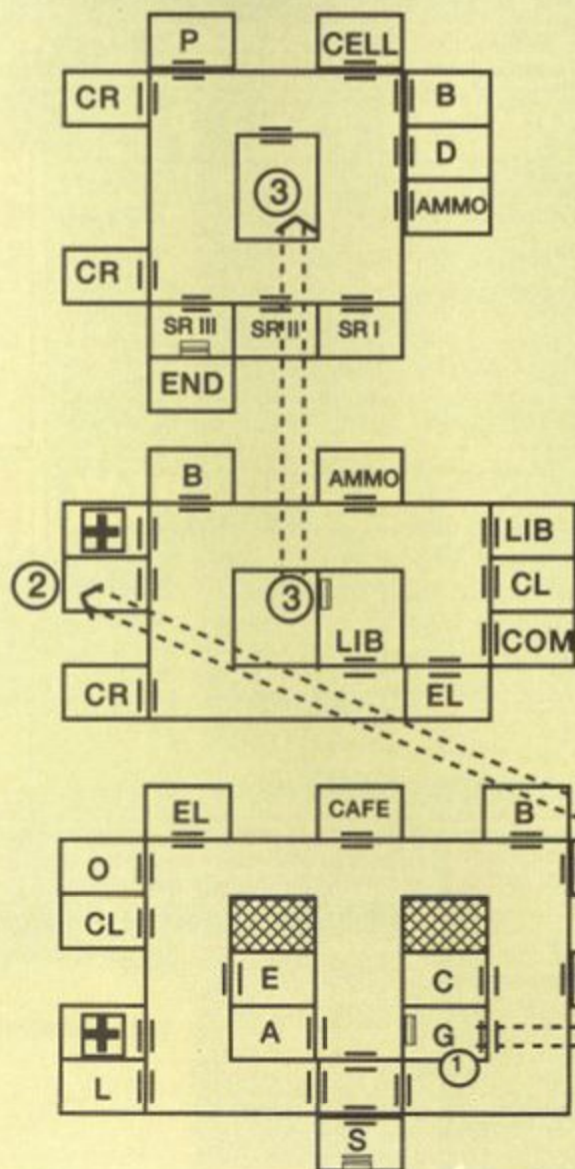 P CELL
CR B
D
③ AMMO
CR
SR III SR II SR I
END
B AMMO
LIB
② CL
③ LIB COM
CR EL
EL CAFE B
O
CL
E C
A G
①
L
S